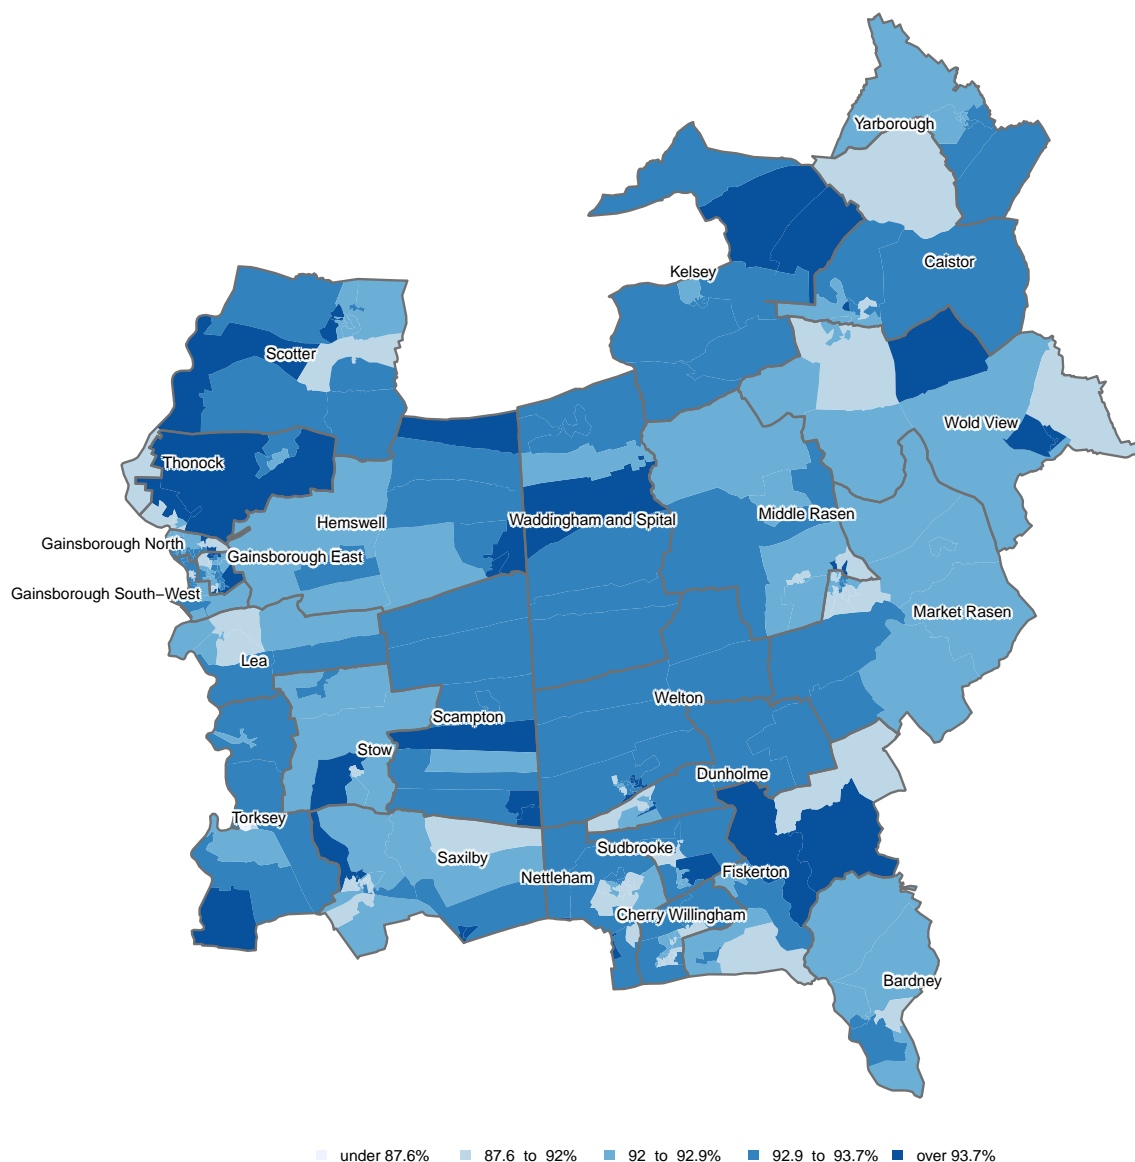 Yarborough
Caistor
Kelsey
Scotter
Wold View
Thonock
Middle Rasen
Waddingham and Spital
Hemswell
Gainsborough North
Gainsborough East
Gainsborough South−West
Market Rasen
Lea
Welton
Scampton
Stow
Dunholme
Torksey
Sudbrooke
Saxilby
Fiskerton
Nettleham
Cherry Willingham
Bardney
under 87.6% 87.6 to 92% 92 to 92.9% 92.9 to 93.7% over 93.7%